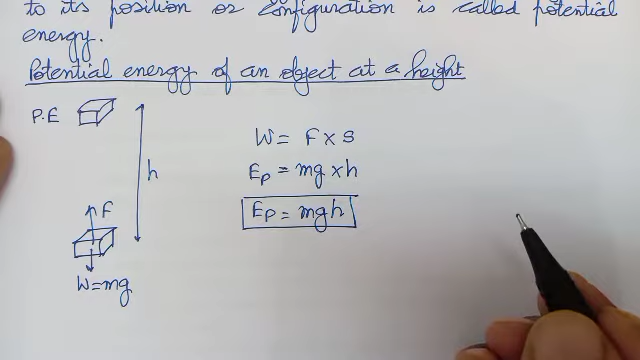 to its position or configuration is called potential
energy.
Potential energy of an object at a height
P.E
h
F
W=mg
W= F×s
Ep = mg×h
Ep= mgh